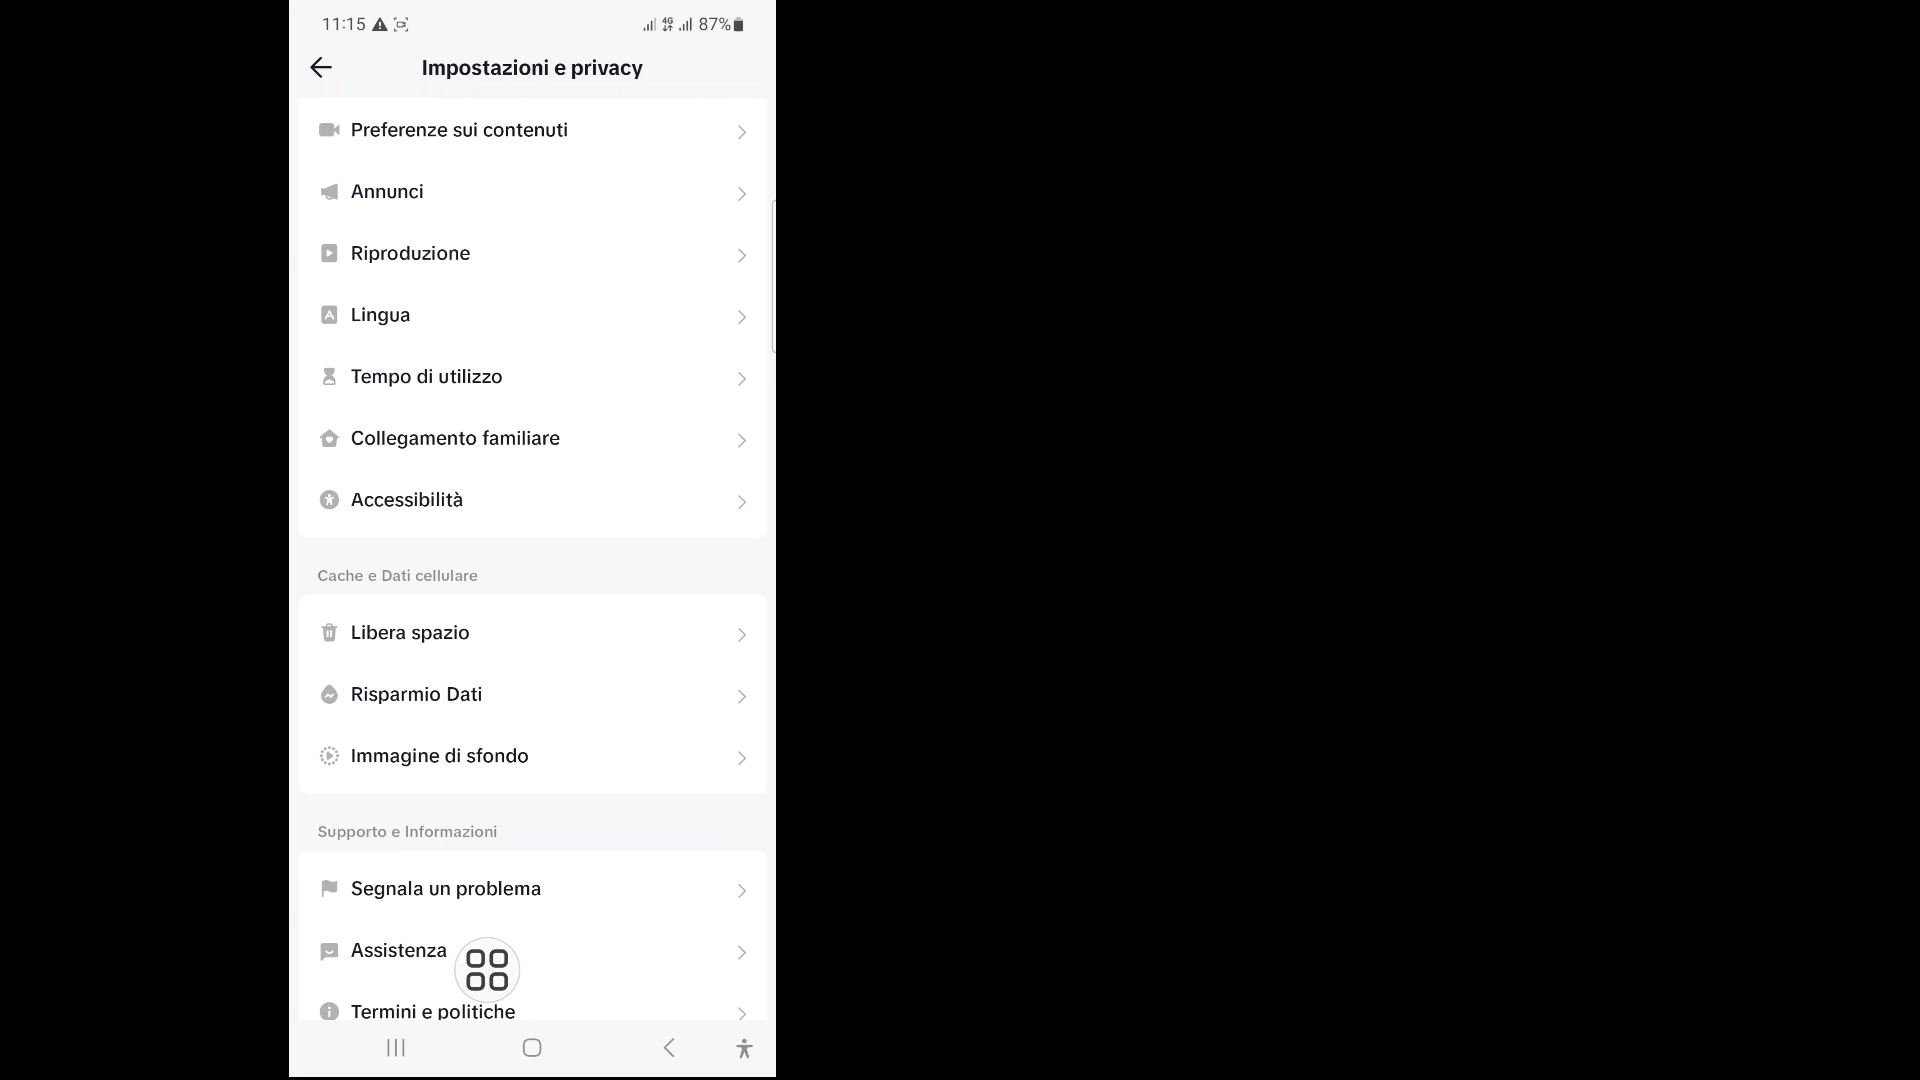 11:15 4G 87%
Impostazioni e privacy
Preferenze sui contenuti
Annunci
Riproduzione
Lingua
Tempo di utilizzo
Collegamento familiare
Accessibilità
Cache e Dati cellulare
Libera spazio
Risparmio Dati
Immagine di sfondo
Supporto e Informazioni
Segnala un problema
Assistenza
Termini e politiche